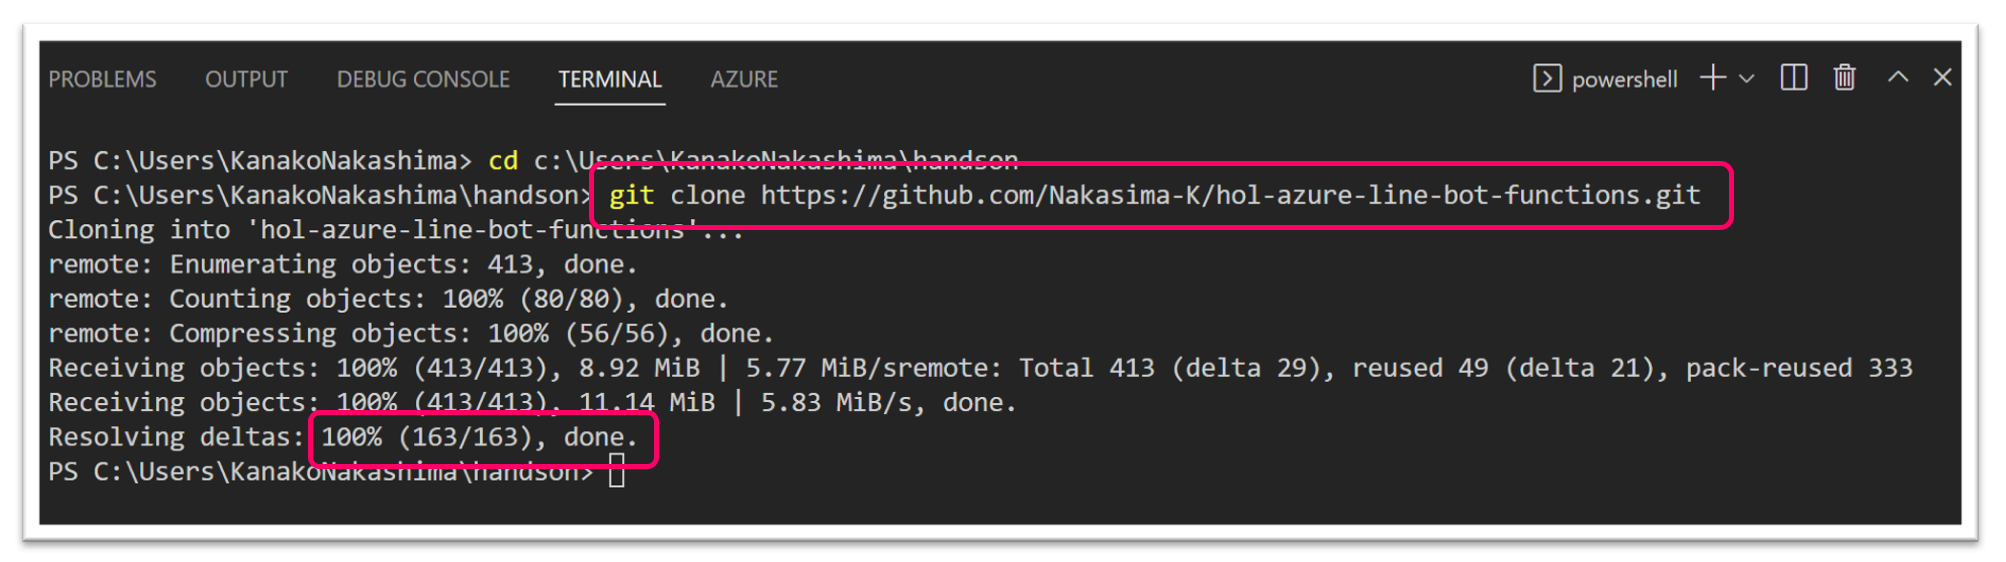 PROBLEMS OUTPUT DEBUG CONSOLE TERMINAL AZURE powershell
PS C:\Users\KanakoNakashima> cd c:\Users\KanakoNakashima\handson
PS C:\Users\KanakoNakashima\handson> git clone https://github.com/Nakasima-K/hol-azure-line-bot-functions.git
Cloning into 'hol-azure-line-bot-functions'...
remote: Enumerating objects: 413, done.
remote: Counting objects: 100% (80/80), done.
remote: Compressing objects: 100% (56/56), done.
Receiving objects: 100% (413/413), 8.92 MiB | 5.77 MiB/sremote: Total 413 (delta 29), reused 49 (delta 21), pack-reused 333
Receiving objects: 100% (413/413), 11.14 MiB | 5.83 MiB/s, done.
Resolving deltas: 100% (163/163), done.
PS C:\Users\KanakoNakashima\handson>